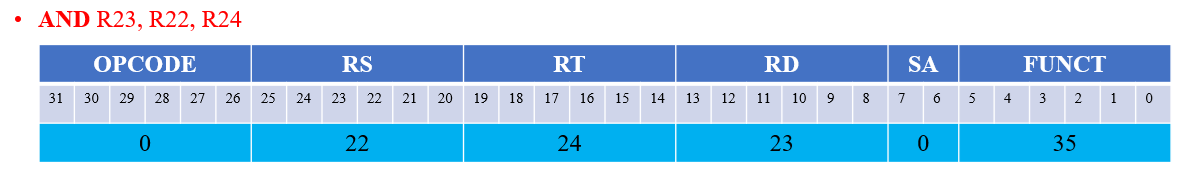 • AND R23, R22, R24
OPCODE RS RT RD SA FUNCT
31 30 29 28 27 26 25 24 23 22 21 20 19 18 17 16 15 14 13 12 11 10 9 8 7 6 5 4 3 2 1 0
0 22 24 23 0 35